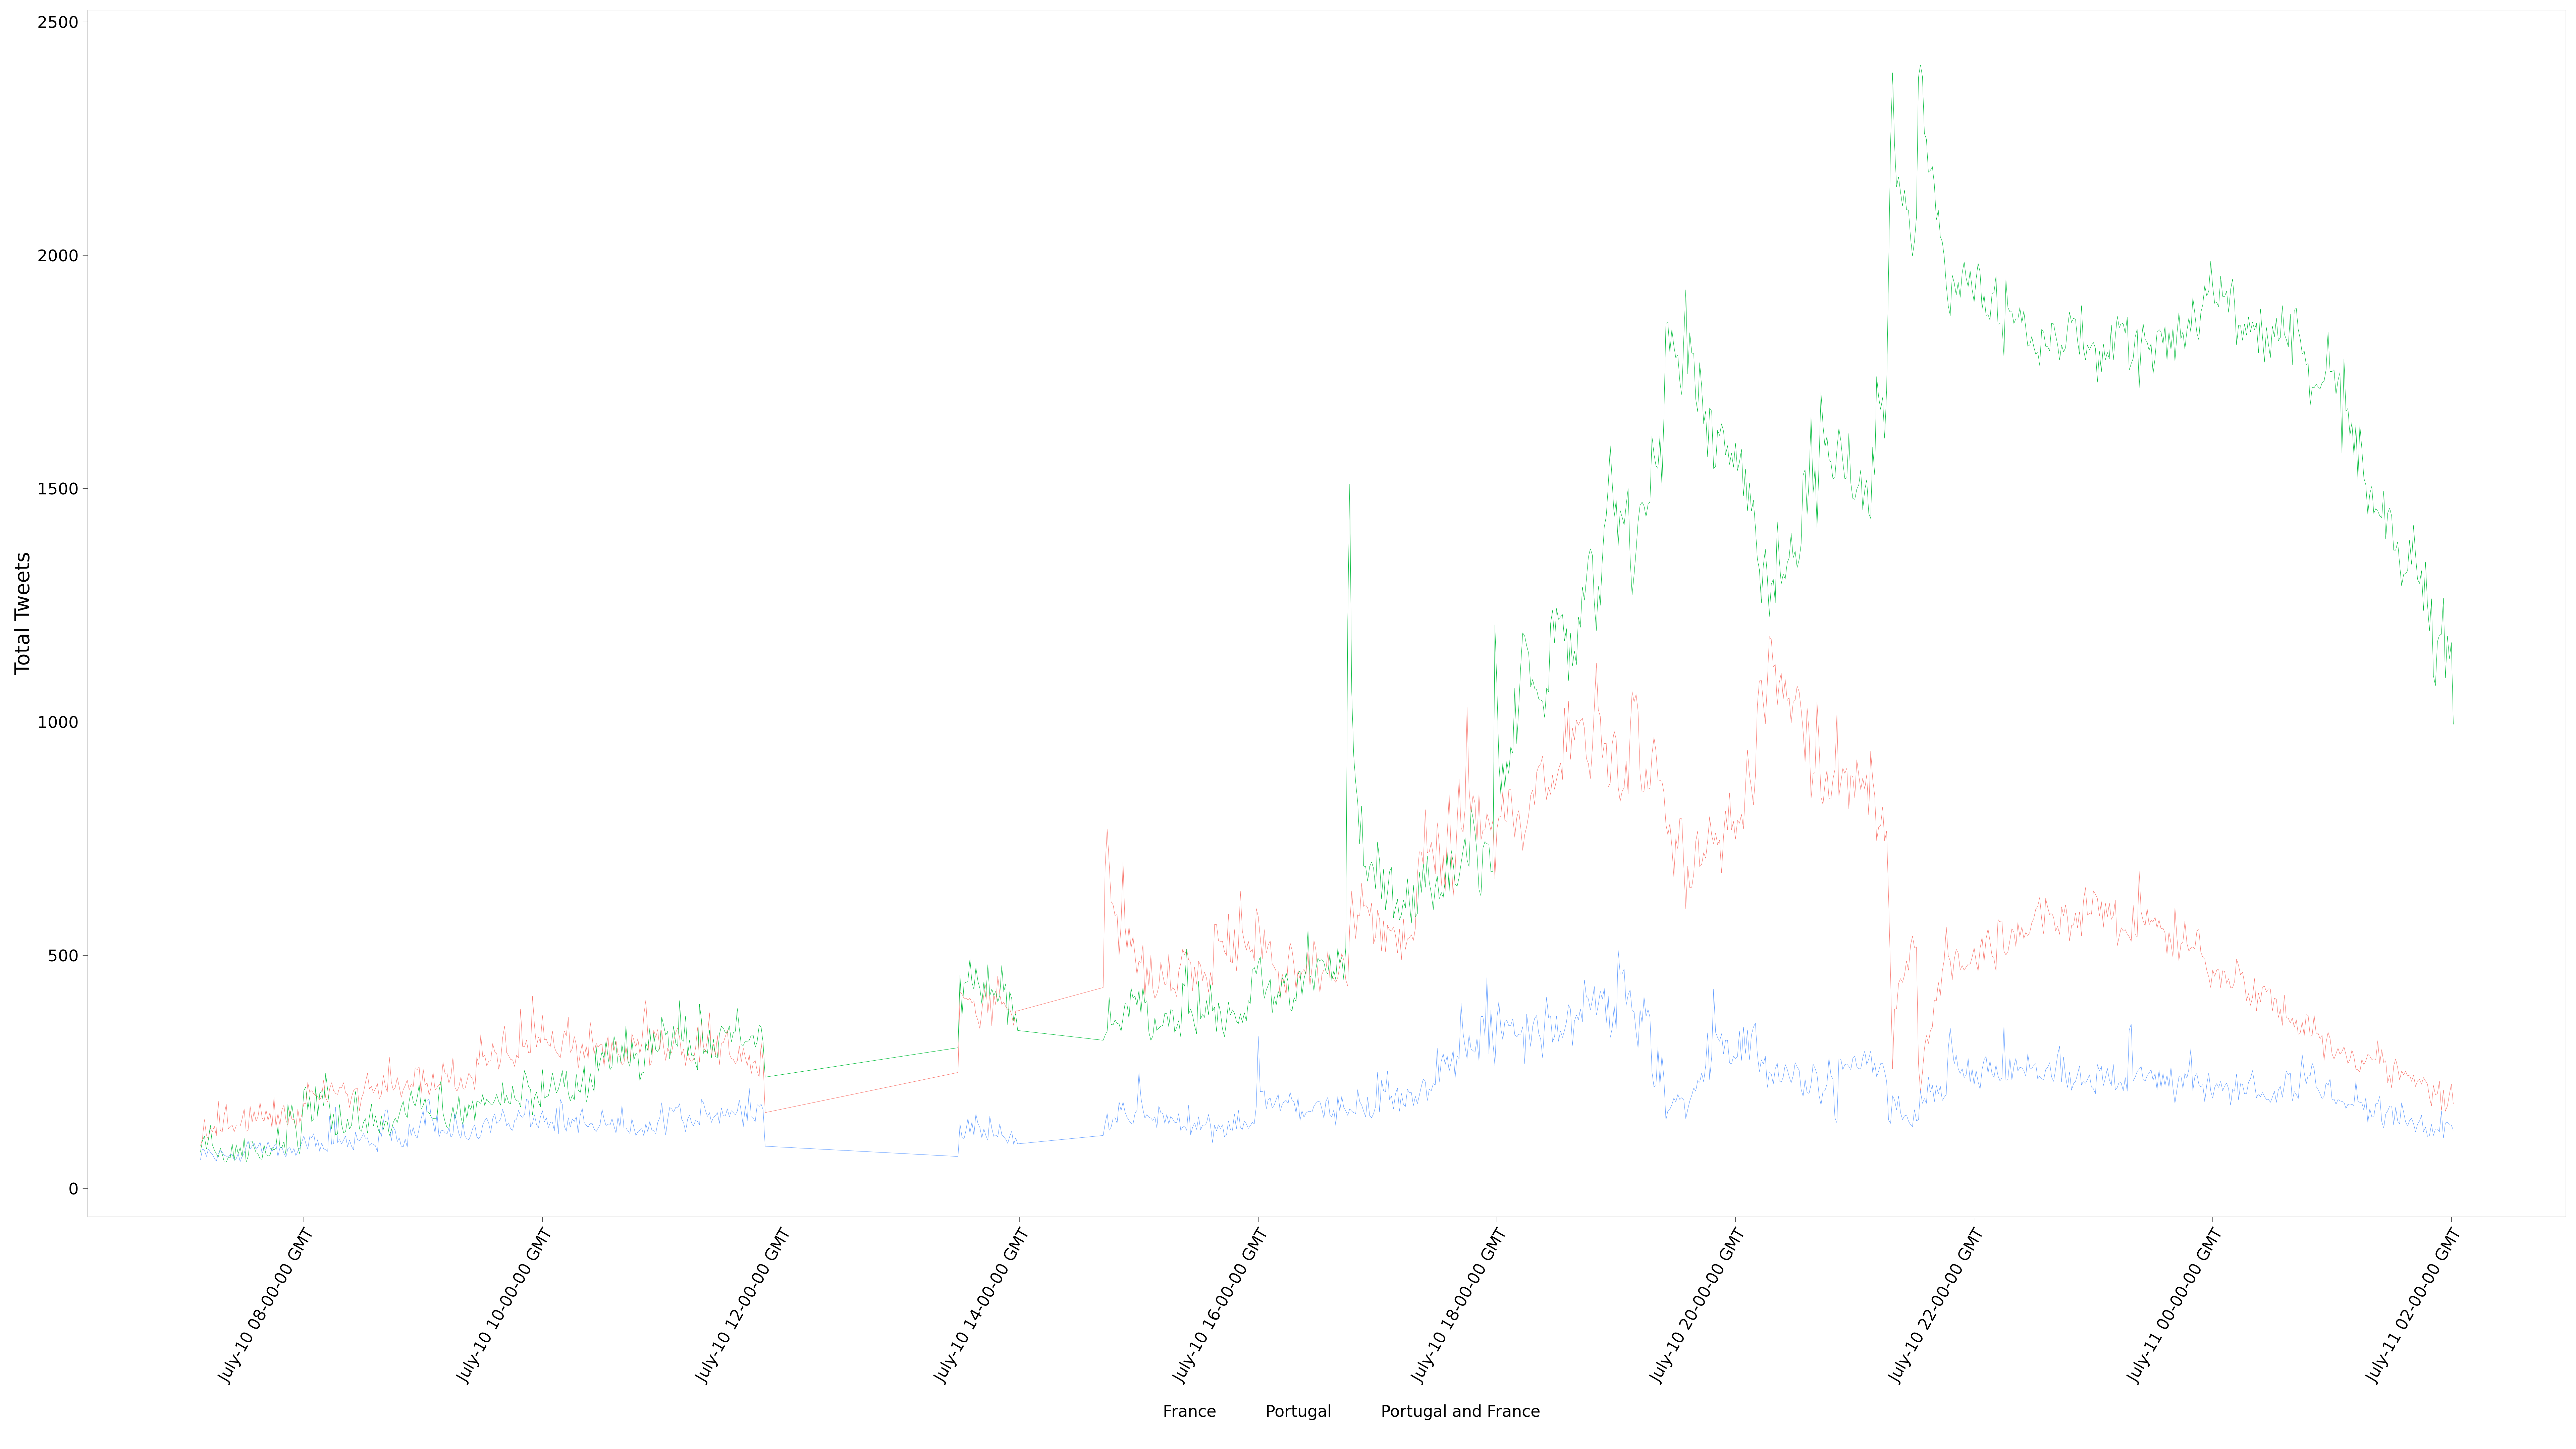 2500
2000
1500
1000
500
0
Total Tweets
July-10 08-00-00 GMT
July-10 10-00-00 GMT
July-10 12-00-00 GMT
July-10 14-00-00 GMT
July-10 16-00-00 GMT
July-10 18-00-00 GMT
July-10 20-00-00 GMT
July-10 22-00-00 GMT
July-11 00-00-00 GMT
July-11 02-00-00 GMT
France Portugal Portugal and France